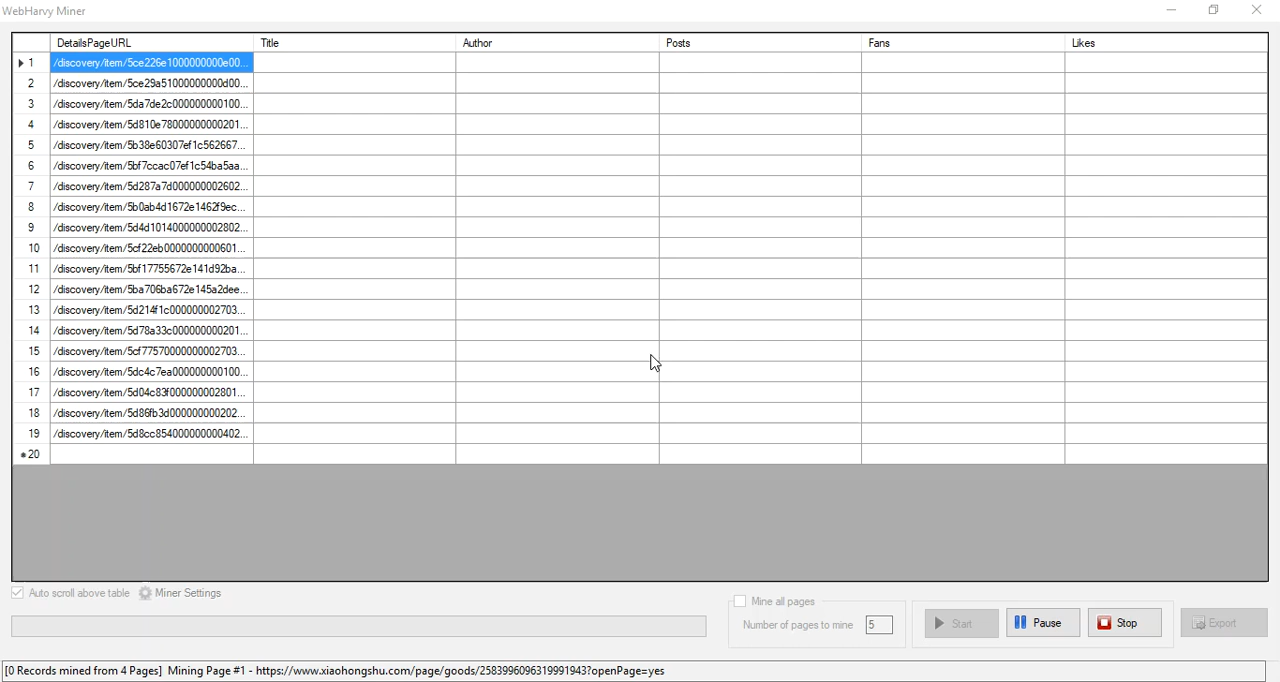 WebHarvy Miner
DetailsPageURL Title Author Posts Fans Likes
1 /discovery/item/5ce226e1000000000e00...
2 /discovery/item/5ce29a51000000000d00...
3 /discovery/item/5da7de2c000000000100...
4 /discovery/item/5d810e78000000000201...
5 /discovery/item/5b38e60307ef1c562667...
6 /discovery/item/5bf7ccac07ef1c54ba5aa...
7 /discovery/item/5d287a7d000000002602...
8 /discovery/item/5b0ab4d1672e1462f9ec...
9 /discovery/item/5d4d1014000000002802...
10 /discovery/item/5cf22eb0000000000601...
11 /discovery/item/5bf17755672e141d92ba...
12 /discovery/item/5ba706ba672e145a2dee...
13 /discovery/item/5d214f1c000000002703...
14 /discovery/item/5d78a33c000000000201...
15 /discovery/item/5cf77570000000002703...
16 /discovery/item/5dc4c7ea000000000100...
17 /discovery/item/5d04c83f000000002801...
18 /discovery/item/5d86fb3d000000000202...
19 /discovery/item/5d8cc854000000000402...
20
Auto scroll above table Miner Settings
Mine all pages
Number of pages to mine 5
Start Pause Stop Export
[0 Records mined from 4 Pages] Mining Page #1 - https://www.xiaohongshu.com/page/goods/2583996096319991943?openPage=yes